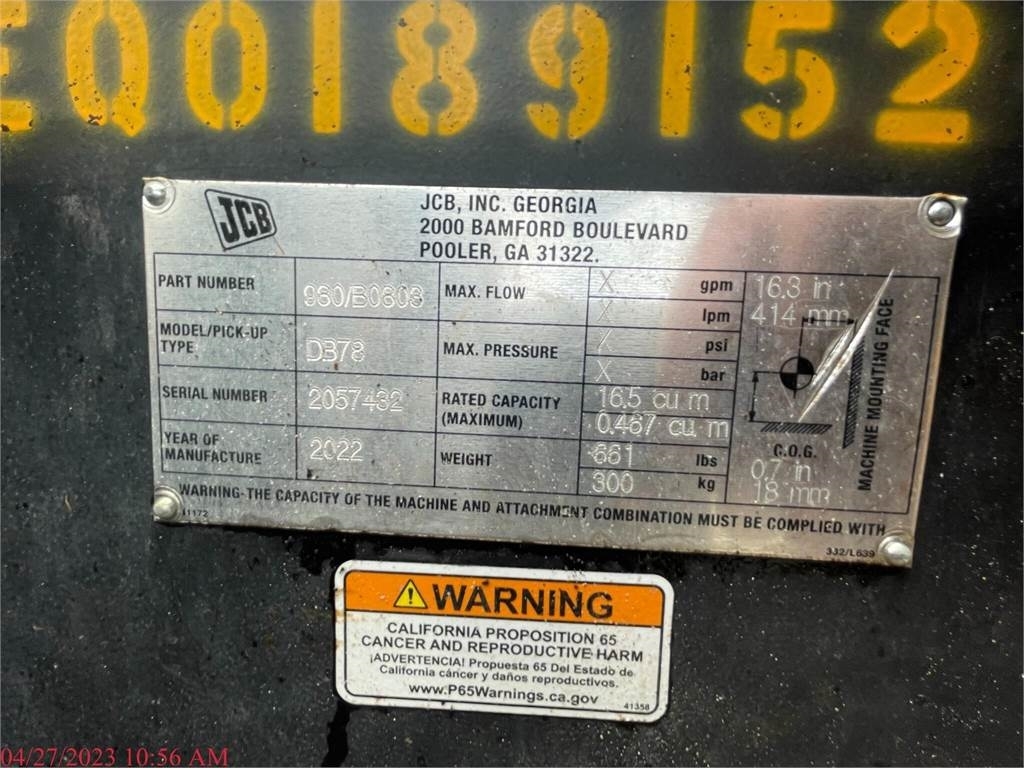 EQ0189152
JCB
JCB, INC. GEORGIA
2000 BAMFORD BOULEVARD
POOLER, GA 31322.
PART NUMBER 980/B0808
MODEL/PICK-UP TYPE DB78
SERIAL NUMBER 2057432
YEAR OF MANUFACTURE 2022
MAX. FLOW X gpm
X lpm
MAX. PRESSURE X psi
X bar
RATED CAPACITY (MAXIMUM) 16.5 cu m
0.467 cu. m
WEIGHT 661 lbs
300 kg
16.3 in
414 mm
C.O.G.
0.7 in
18 mm
MACHINE MOUNTING FACE
WARNING-THE CAPACITY OF THE MACHINE AND ATTACHMENT COMBINATION MUST BE COMPLIED WITH
11172
332/L639
WARNING
CALIFORNIA PROPOSITION 65
CANCER AND REPRODUCTIVE HARM
¡ADVERTENCIA! Propuesta 65 Del Estado de
California cáncer y daños reproductivos.
www.P65Warnings.ca.gov
41358
04/27/2023 10:56 AM